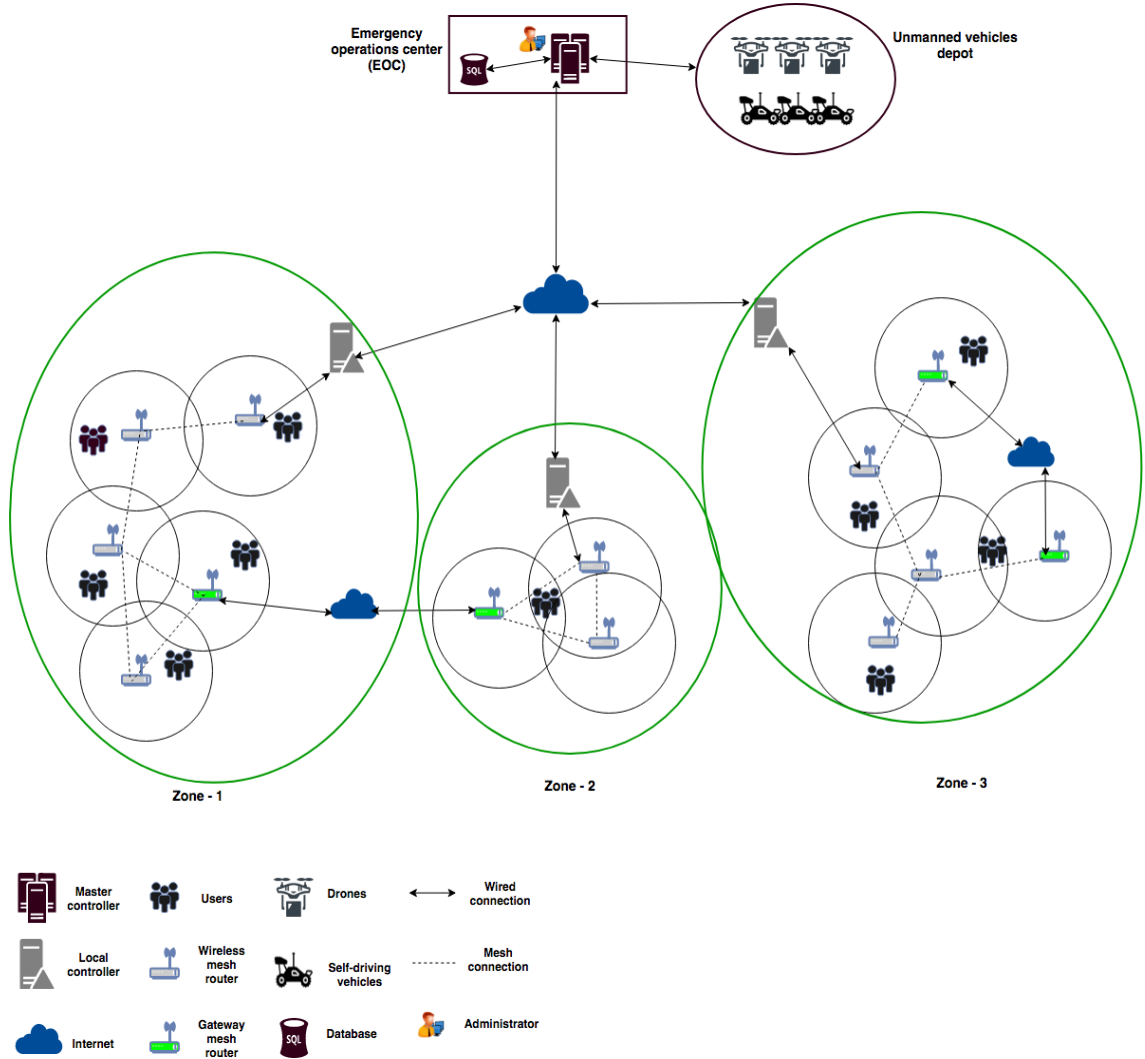 Emergency
operations center
(EOC)
SQL
Unmanned vehicles
depot
Zone - 1
Zone - 2
Zone - 3
Master
controller
Users
Drones
Wired
connection
Local
controller
Wireless
mesh
router
Self-driving
vehicles
Mesh
connection
Internet
Gateway
mesh
router
SQL
Database
Administrator